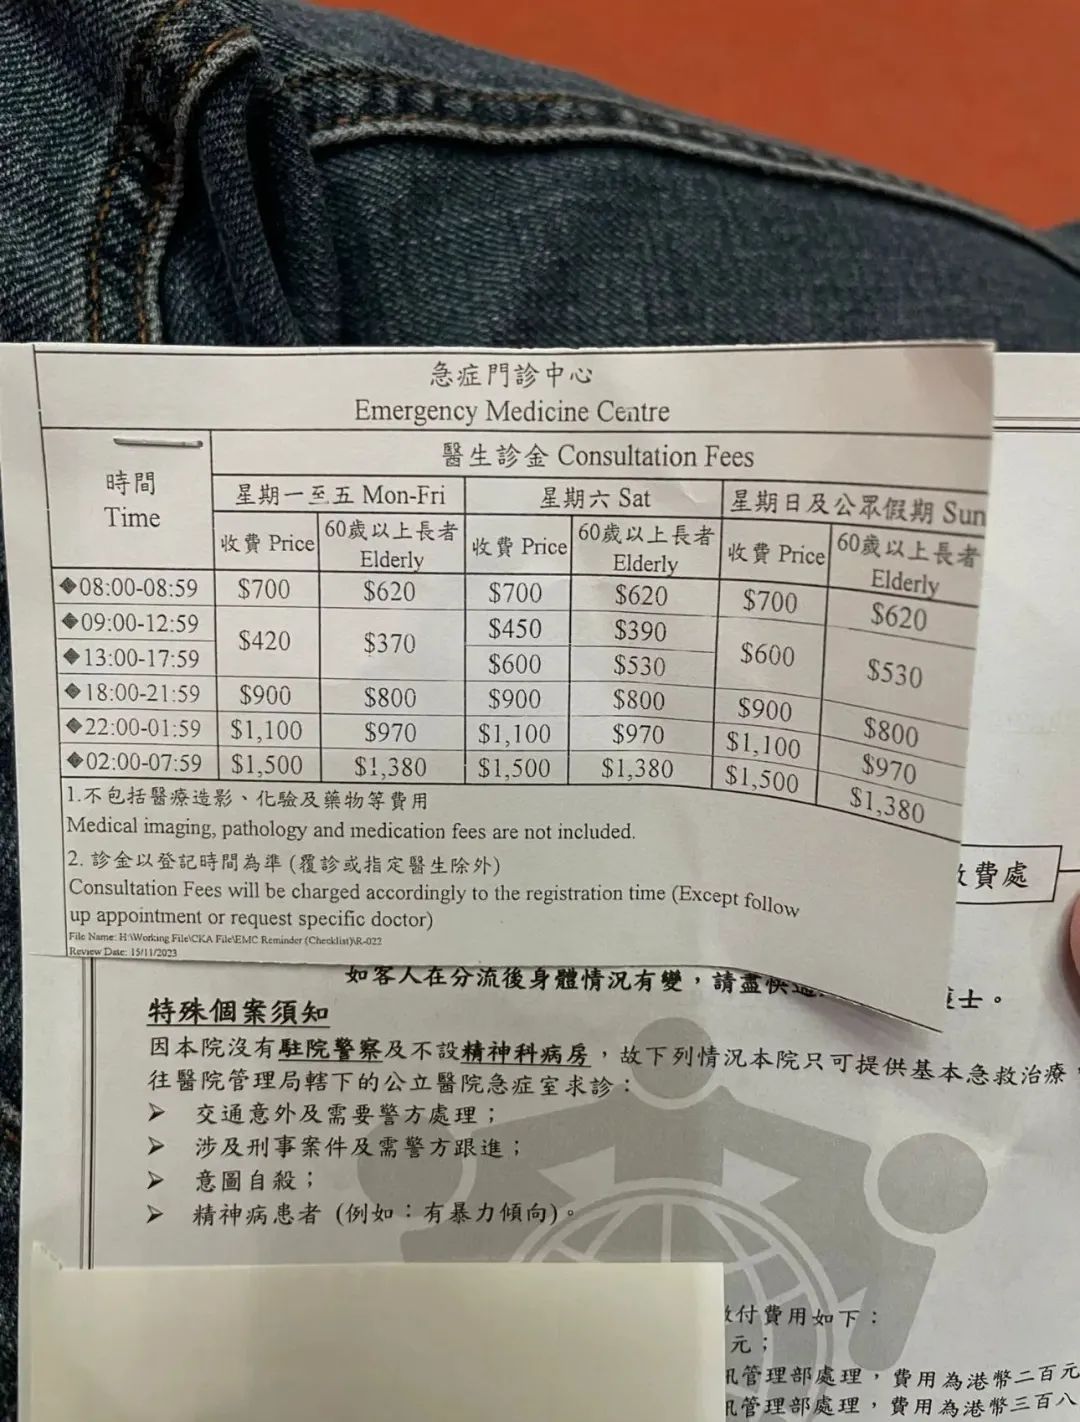 急症門診中心
Emergency Medicine Centre
醫生診金 Consultation Fees
時間
Time
星期一至五 Mon-Fri
星期六 Sat
星期日及公眾假期 Sun
收費 Price
60歲以上長者
Elderly
收費 Price
60歲以上長者
Elderly
收費 Price
60歲以上長者
Elderly
◆08:00-08:59 $700 $620 $700 $620 $700 $620
◆09:00-12:59 $420 $370 $450 $390 $600 $530
◆13:00-17:59 $600 $530
◆18:00-21:59 $900 $800 $900 $800 $900 $800
◆22:00-01:59 $1,100 $970 $1,100 $970 $1,100 $970
◆02:00-07:59 $1,500 $1,380 $1,500 $1,380 $1,500 $1,380
1.不包括醫療造影、化驗及藥物等費用
Medical imaging, pathology and medication fees are not included.
2. 診金以登記時間為準 (覆診或指定醫生除外)
Consultation Fees will be charged accordingly to the registration time (Except follow
up appointment or request specific doctor)
File Name: H:\Working File\CKA File\EMC Reminder (Checklist)\R-022
Review Date: 15/11/2023
費處
如客人在分流後身體情況有變，請盡快 士。
特殊個案須知
因本院沒有駐院警察及不設精神科病房，故下列情況本院只可提供基本急救治療，
往醫院管理局轄下的公立醫院急症室求診：
➢ 交通意外及需要警方處理；
➢ 涉及刑事案件及需警方跟進；
➢ 意圖自殺；
➢ 精神病患者 (例如：有暴力傾向)。
付費用如下：
元；
管理部處理，費用為港幣二百元
管理部處理，費用為港幣三百八